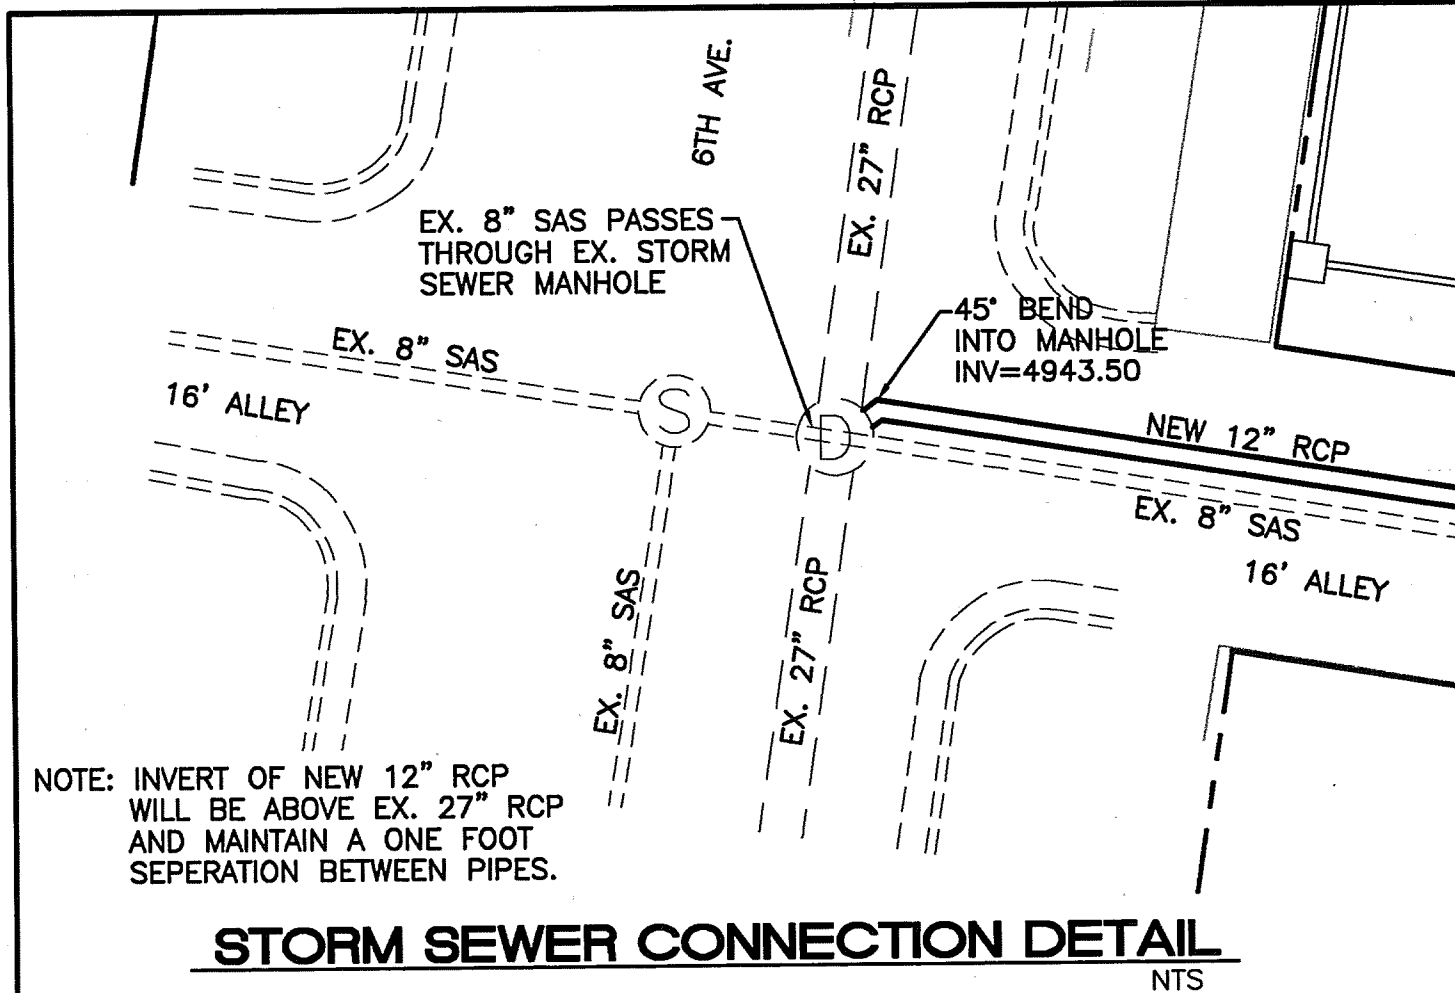 6TH AVE.
EX. 27" RCP
EX. 8" SAS PASSES
THROUGH EX. STORM
SEWER MANHOLE
45° BEND
INTO MANHOLE
INV=4943.50
EX. 8" SAS
16' ALLEY
S
D
NEW 12" RCP
EX. 8" SAS
16' ALLEY
EX. 8" SAS
EX. 27" RCP
NOTE: INVERT OF NEW 12" RCP
WILL BE ABOVE EX. 27" RCP
AND MAINTAIN A ONE FOOT
SEPERATION BETWEEN PIPES.
STORM SEWER CONNECTION DETAIL
NTS